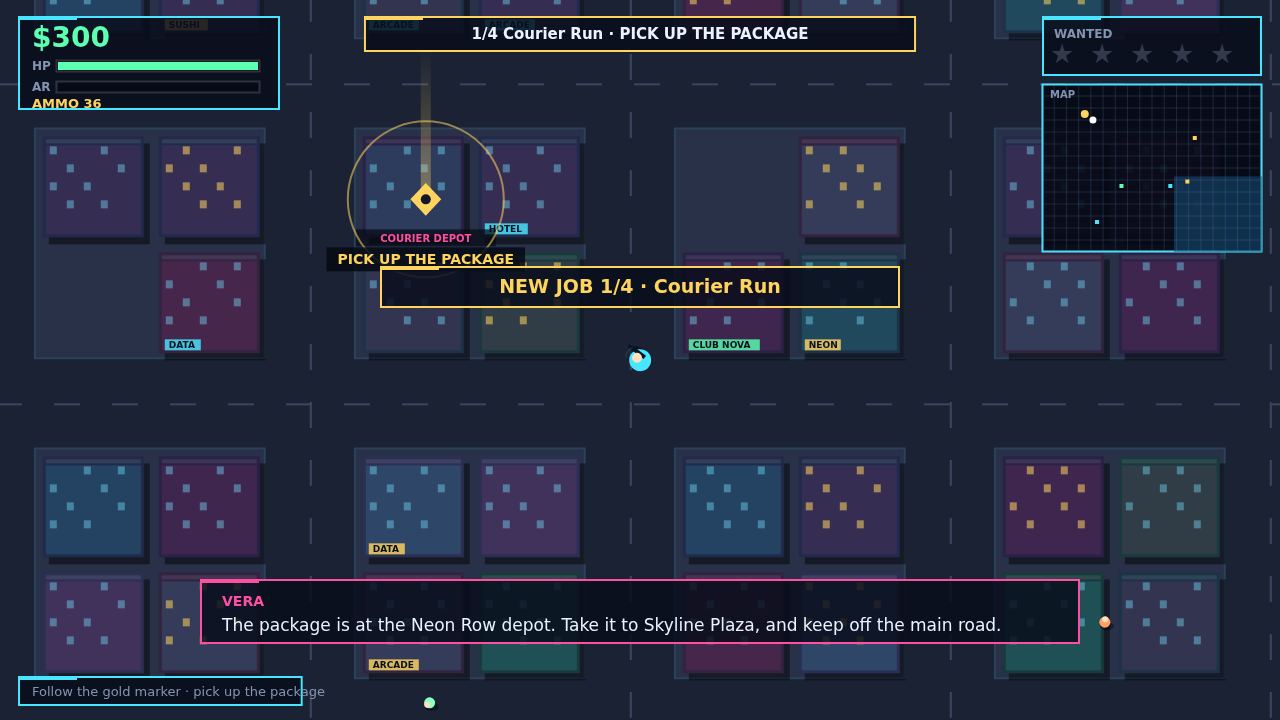 $300
HP
AR
AMMO 36
SUSHI
ARCADE
ARCADE
1/4 Courier Run · PICK UP THE PACKAGE
WANTED
★ ★ ★ ★ ★
MAP
HOTEL
COURIER DEPOT
PICK UP THE PACKAGE
NEW JOB 1/4 · Courier Run
DATA
CLUB NOVA
NEON
DATA
VERA
The package is at the Neon Row depot. Take it to Skyline Plaza, and keep off the main road.
ARCADE
Follow the gold marker · pick up the package